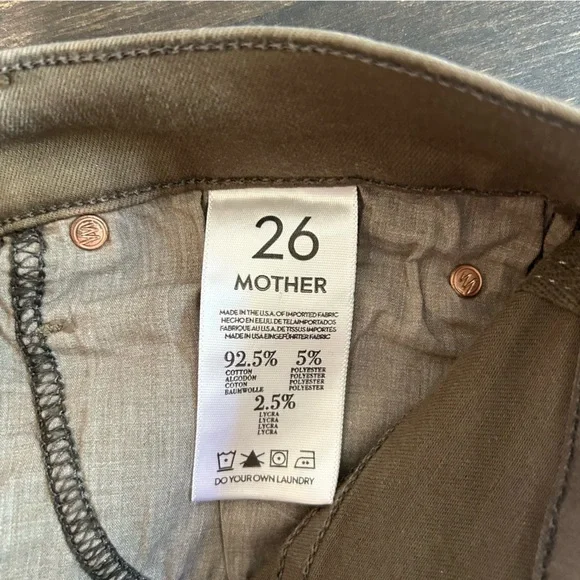 26
MOTHER
MADE IN THE U.S.A. OF IMPORTED FABRIC
HECHO EN EE.UU. DE TELA IMPORTADOS
FABRIQUE AU U.S.A. DE TISSUS IMPORTES
MADE IN USA EINGEFÜHRTER FABRIC
92.5% 5%
COTTON POLYESTER
ALGODÓN POLYESTER
COTON POLYESTER
BAUMWOLLE POLYESTER
2.5%
LYCRA
LYCRA
LYCRA
LYCRA
DO YOUR OWN LAUNDRY